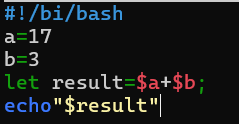 #!/bi/bash
a=17
b=3
let result=$a+$b;
echo"$result"